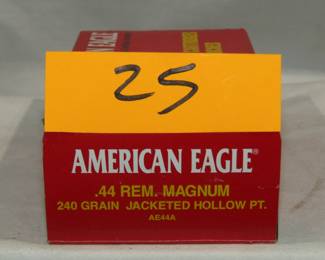 25
AMERICAN EAGLE®
.44 REM. MAGNUM
240 GRAIN JACKETED HOLLOW PT.
AE44A